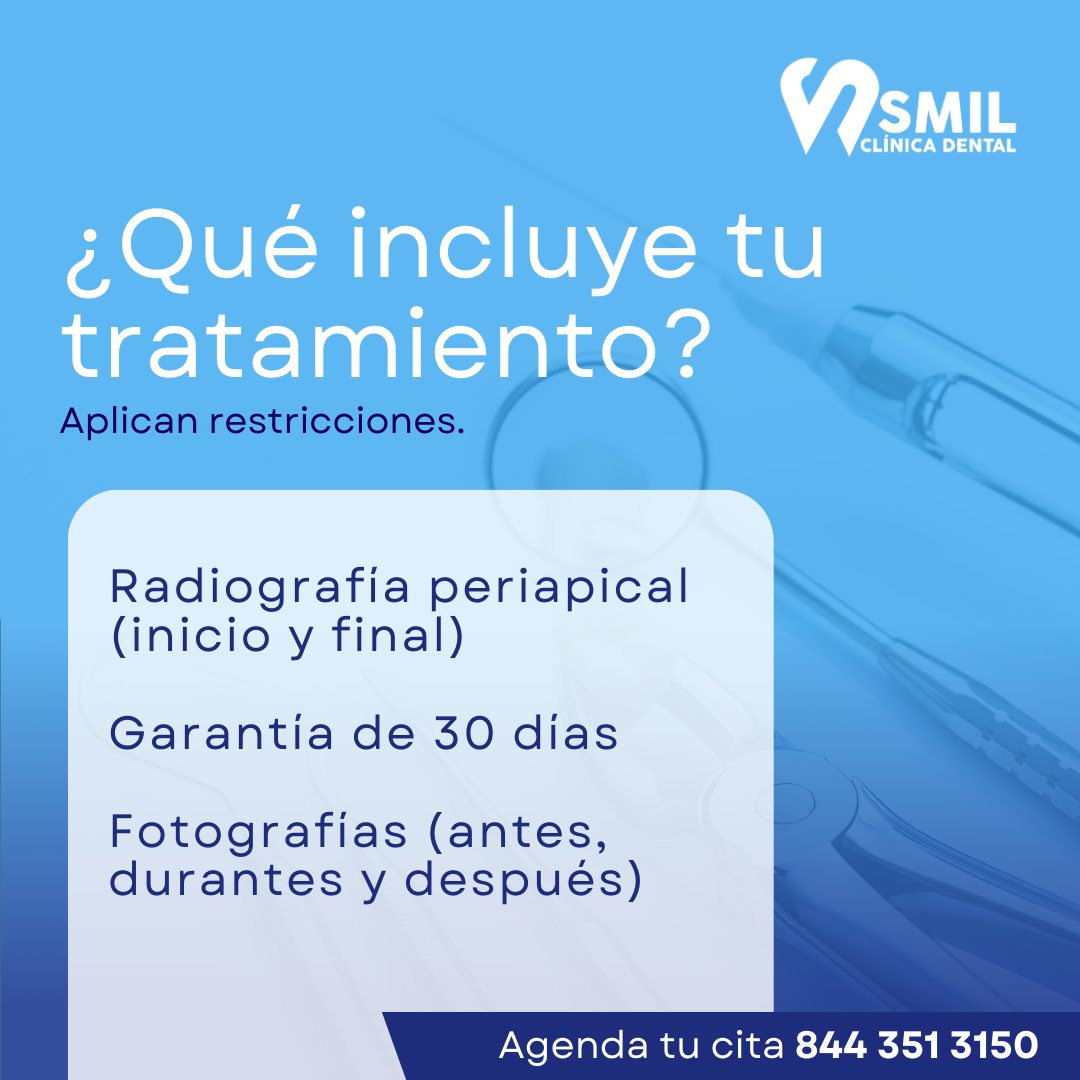 SMIL
CLÍNICA DENTAL
¿Qué incluye tu
tratamiento?
Aplican restricciones.
Radiografía periapical
(inicio y final)
Garantía de 30 días
Fotografías (antes,
durantes y después)
Agenda tu cita 844 351 3150